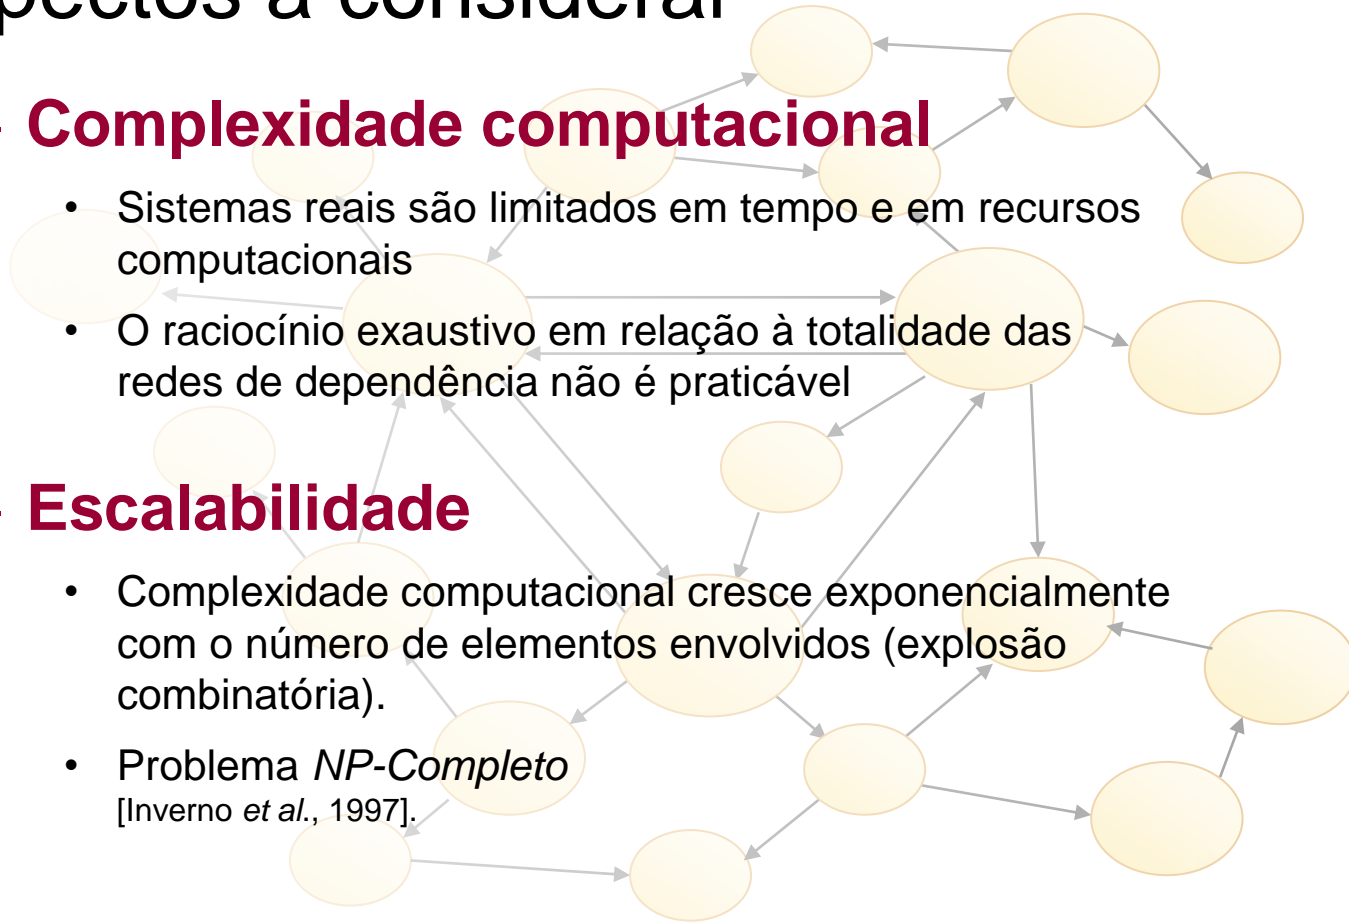 pectos a considerar
- Complexidade computacional
• Sistemas reais são limitados em tempo e em recursos
computacionais
• O raciocínio exaustivo em relação à totalidade das
redes de dependência não é praticável
- Escalabilidade
• Complexidade computacional cresce exponencialmente
com o número de elementos envolvidos (explosão
combinatória).
• Problema NP-Completo
[Inverno et al., 1997].